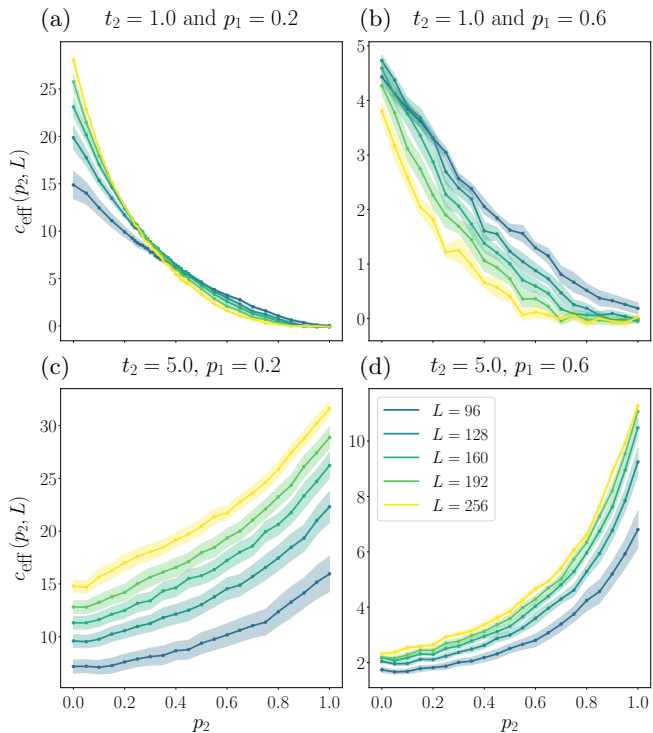 (a) t₂ = 1.0 and p₁ = 0.2
(b) t₂ = 1.0 and p₁ = 0.6
c_eff(p₂, L)
25
20
15
10
5
0
5
4
3
2
1
0
(c) t₂ = 5.0, p₁ = 0.2
(d) t₂ = 5.0, p₁ = 0.6
c_eff(p₂, L)
30
25
20
15
10
10
8
6
4
2
L = 96
L = 128
L = 160
L = 192
L = 256
0.0 0.2 0.4 0.6 0.8 1.0
p₂
0.0 0.2 0.4 0.6 0.8 1.0
p₂